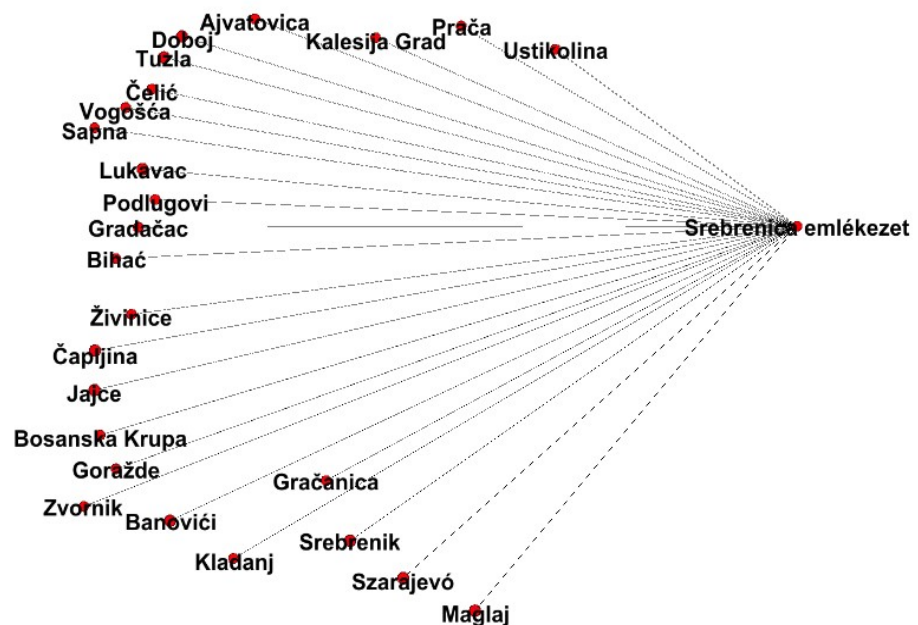 Ajvatovica
Prača
Doboj
Kalesija Grad
Ustikolina
Tuzla
Čelić
Vogošća
Sapna
Lukavac
Podlugovi
Gradačac
Srebrenica emlékezet
Bihać
Živinice
Čapljina
Jajce
Bosanska Krupa
Goražde
Gračanica
Zvornik
Banovići
Srebrenik
Kladanj
Szarajevó
Maglaj